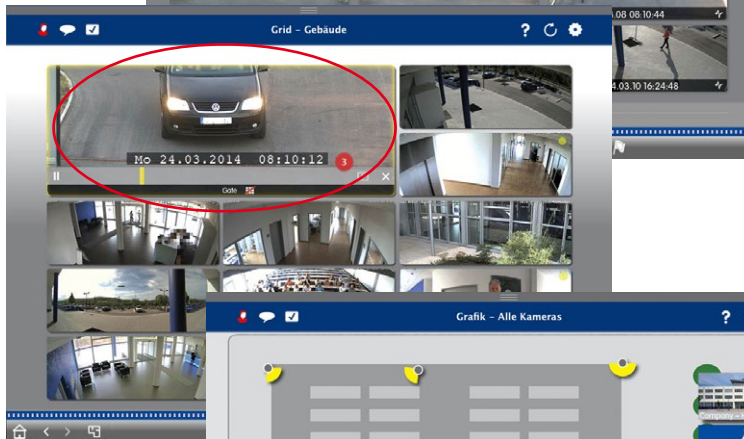 .08 08:10:44
Grid – Gebäude
?
4.03.10 16:24:48
Mo 24.03.2014 08:10:12
3
Gate
Grafik – Alle Kameras
?
Company –